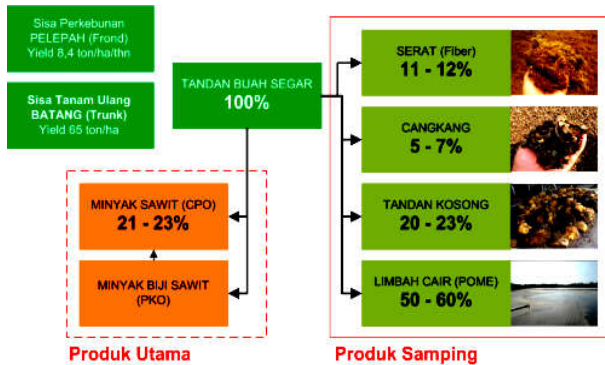 Sisa Perkebunan
PELEPAH (Frond)
Yield 8,4 ton/ha/thn
Sisa Tanam Ulang
BATANG (Trunk)
Yield 65 ton/ha
TANDAN BUAH SEGAR
100%
MINYAK SAWIT (CPO)
21 - 23%
MINYAK BIJI SAWIT
(PKO)
Produk Utama
SERAT (Fiber)
11 - 12%
CANGKANG
5 - 7%
TANDAN KOSONG
20 - 23%
LIMBAH CAIR (POME)
50 - 60%
Produk Samping